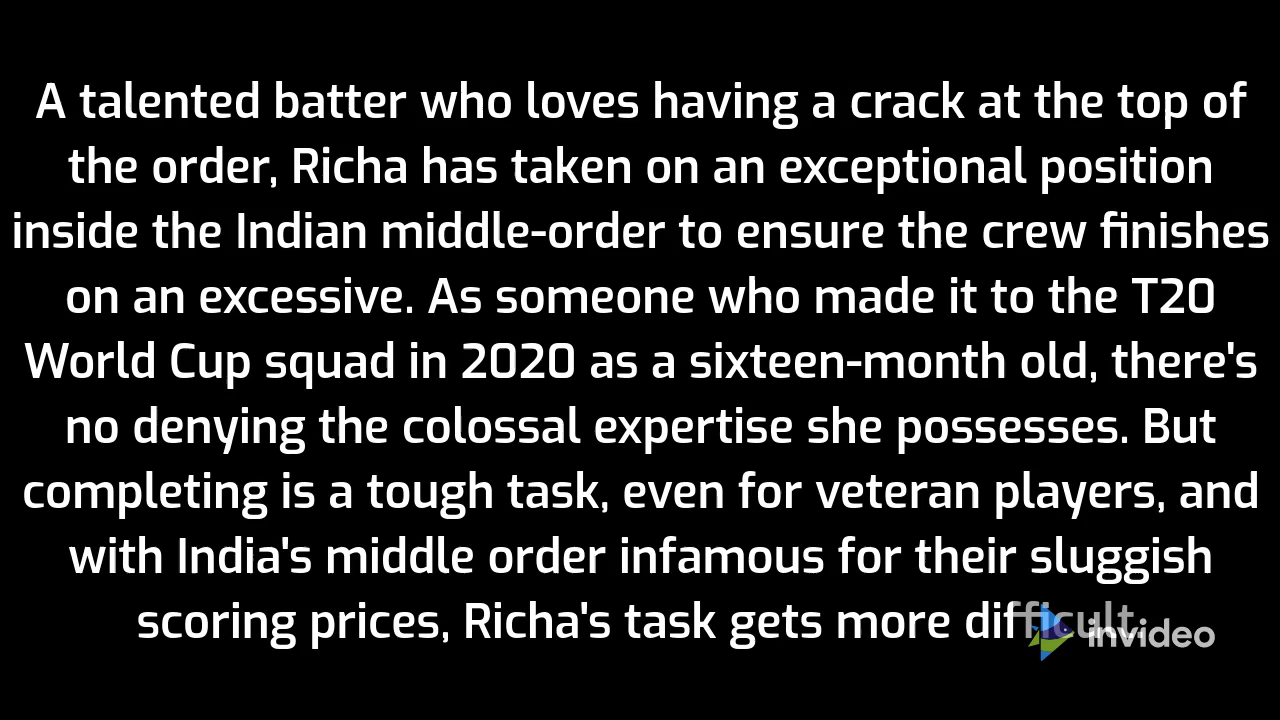 A talented batter who loves having a crack at the top of
the order, Richa has taken on an exceptional position
inside the Indian middle-order to ensure the crew finishes
on an excessive. As someone who made it to the T20
World Cup squad in 2020 as a sixteen-month old, there's
no denying the colossal expertise she possesses. But
completing is a tough task, even for veteran players, and
with India's middle order infamous for their sluggish
scoring prices, Richa's task gets more difficult.
invideo